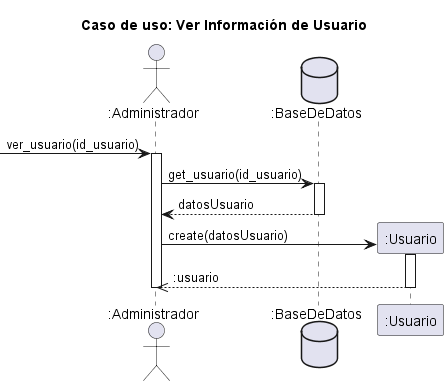 Caso de uso: Ver Información de Usuario
:Administrador
:BaseDeDatos
ver_usuario(id_usuario)
get_usuario(id_usuario)
datosUsuario
create(datosUsuario)
:Usuario
:usuario
:Administrador
:BaseDeDatos
:Usuario